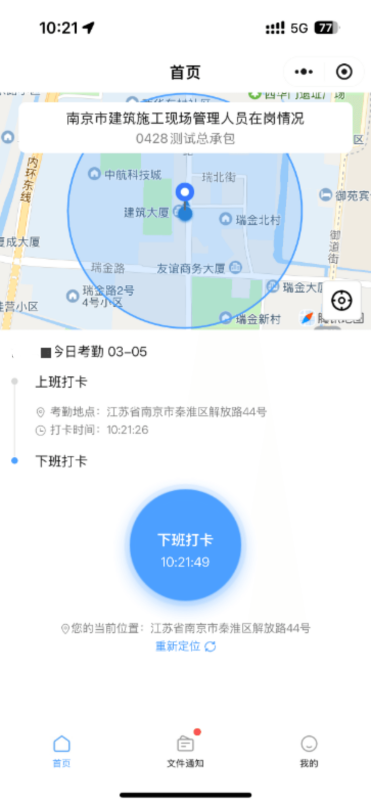 10:21
5G
77
首页
南京市建筑施工现场管理人员在岗情况
0428测试总承包
内环东线
中航科技城
瑞北街
御苑宾
建筑大厦
瑞金北村
御道街
晟成大厦
瑞金路
友谊商务大厦
瑞金路2号
4号小区
瑞金大厦
瑞金新村
今日考勤 03-05
上班打卡
考勤地点：江苏省南京市秦淮区解放路44号
打卡时间：10:21:26
下班打卡
下班打卡
10:21:49
您的当前位置：江苏省南京市秦淮区解放路44号
重新定位
首页
文件通知
我的